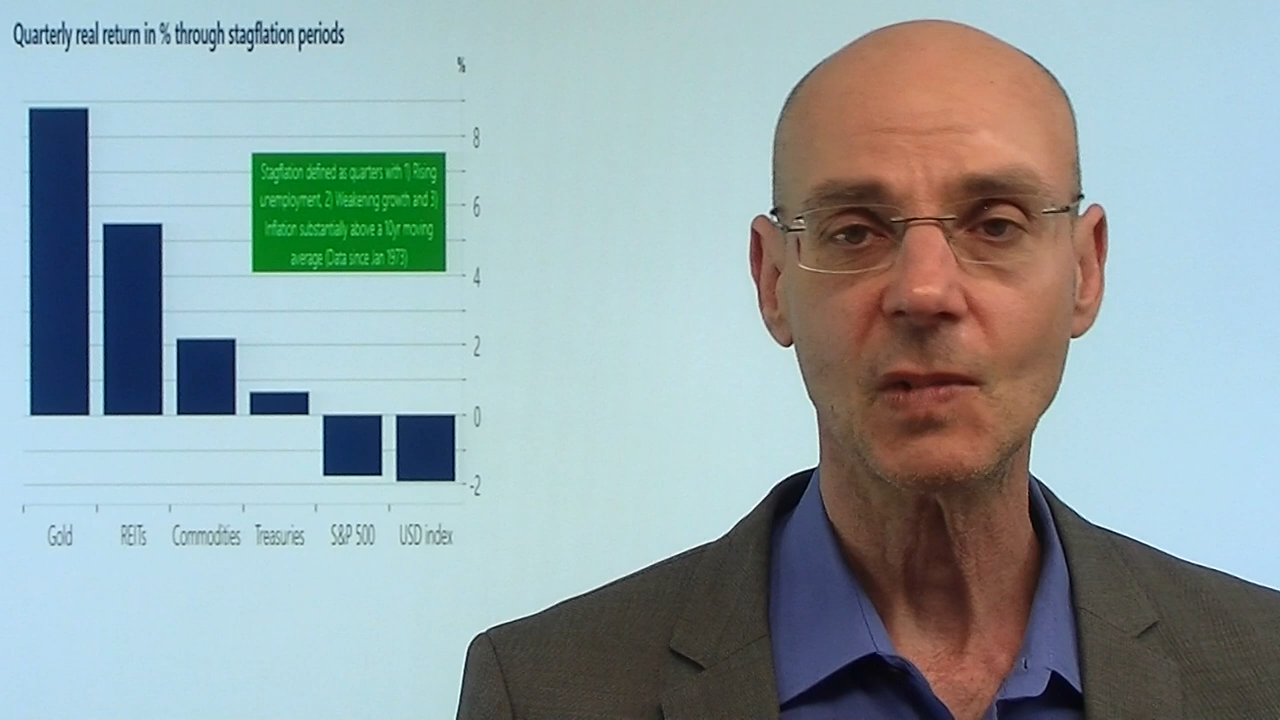 Quarterly real return in % through stagflation periods
%
8
6
4
2
0
-2
Stagflation defined as quarters with 1) Rising
unemployment, 2) Weakening growth and 3)
Inflation substantially above a 10yr moving
average (Data since Jan 1973)
Gold REITs Commodities Treasuries S&P 500 USD index